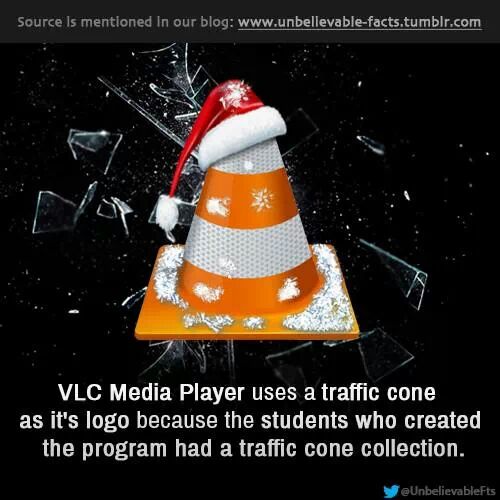 Source is mentioned in our blog: www.unbelievable-facts.tumblr.com
VLC Media Player uses a traffic cone
as it's logo because the students who created
the program had a traffic cone collection.
@UnbelievableFts